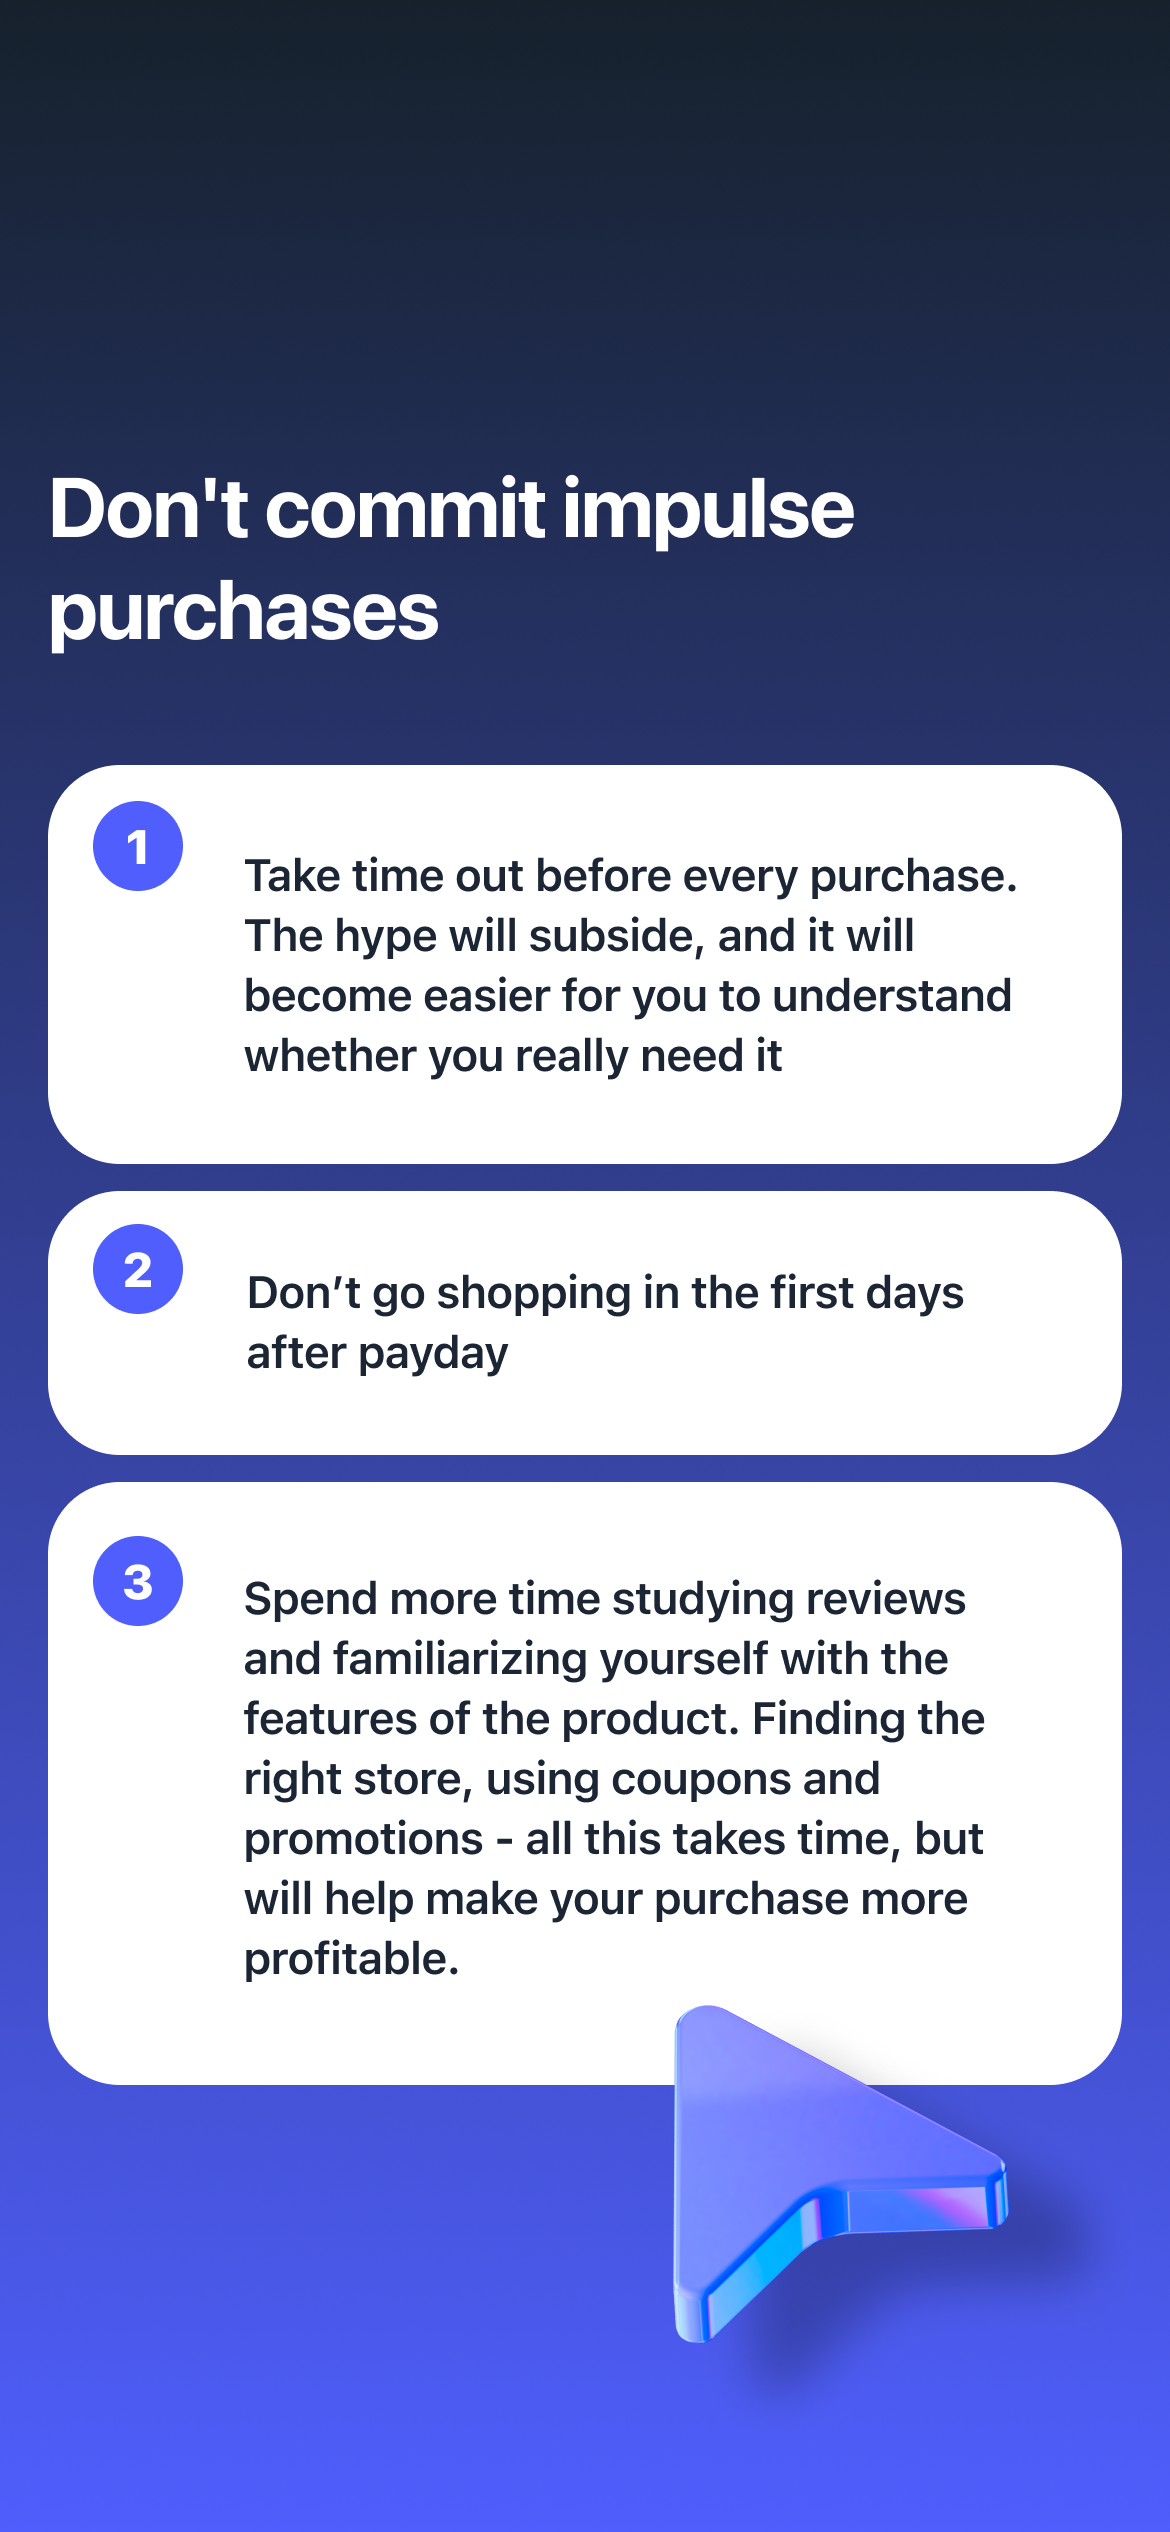 Don't commit impulse
purchases
1
Take time out before every purchase.
The hype will subside, and it will
become easier for you to understand
whether you really need it
2
Don’t go shopping in the first days
after payday
3
Spend more time studying reviews
and familiarizing yourself with the
features of the product. Finding the
right store, using coupons and
promotions - all this takes time, but
will help make your purchase more
profitable.